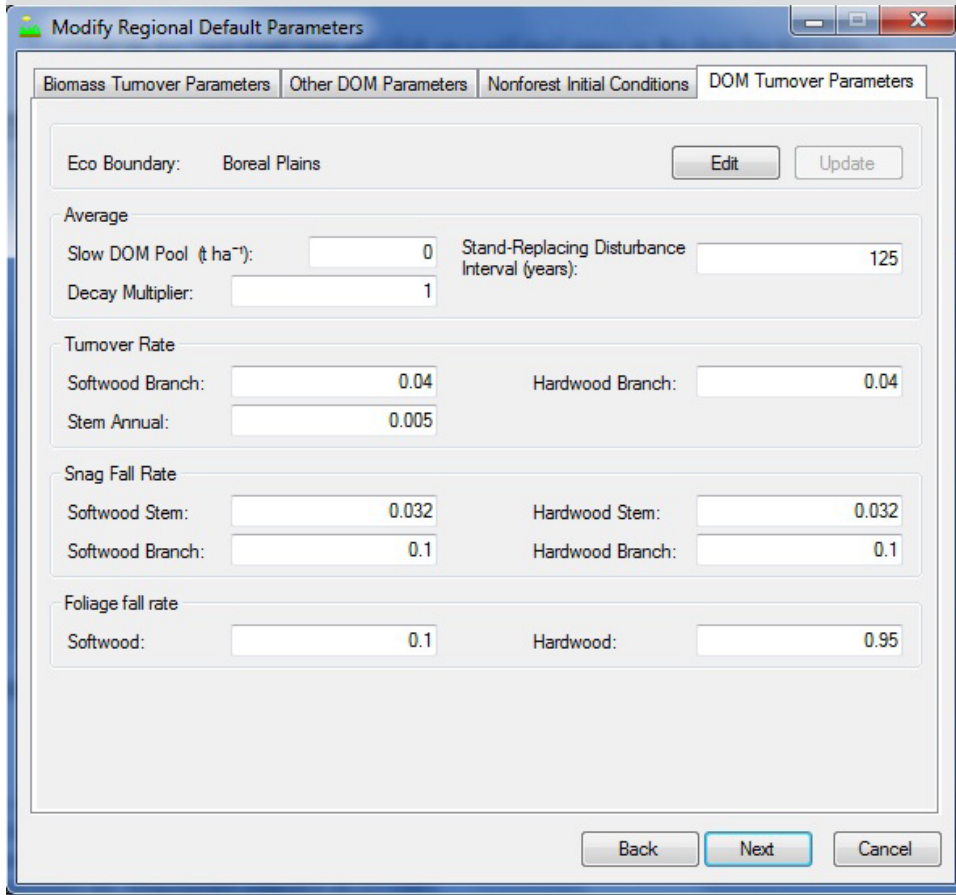 Modify Regional Default Parameters
Biomass Turnover Parameters Other DOM Parameters Nonforest Initial Conditions DOM Turnover Parameters
Eco Boundary: Boreal Plains Edit Update
Average
Slow DOM Pool (t ha⁻¹): 0 Stand-Replacing Disturbance
Interval (years): 125
Decay Multiplier: 1
Turnover Rate
Softwood Branch: 0.04 Hardwood Branch: 0.04
Stem Annual: 0.005
Snag Fall Rate
Softwood Stem: 0.032 Hardwood Stem: 0.032
Softwood Branch: 0.1 Hardwood Branch: 0.1
Foliage fall rate
Softwood: 0.1 Hardwood: 0.95
Back Next Cancel